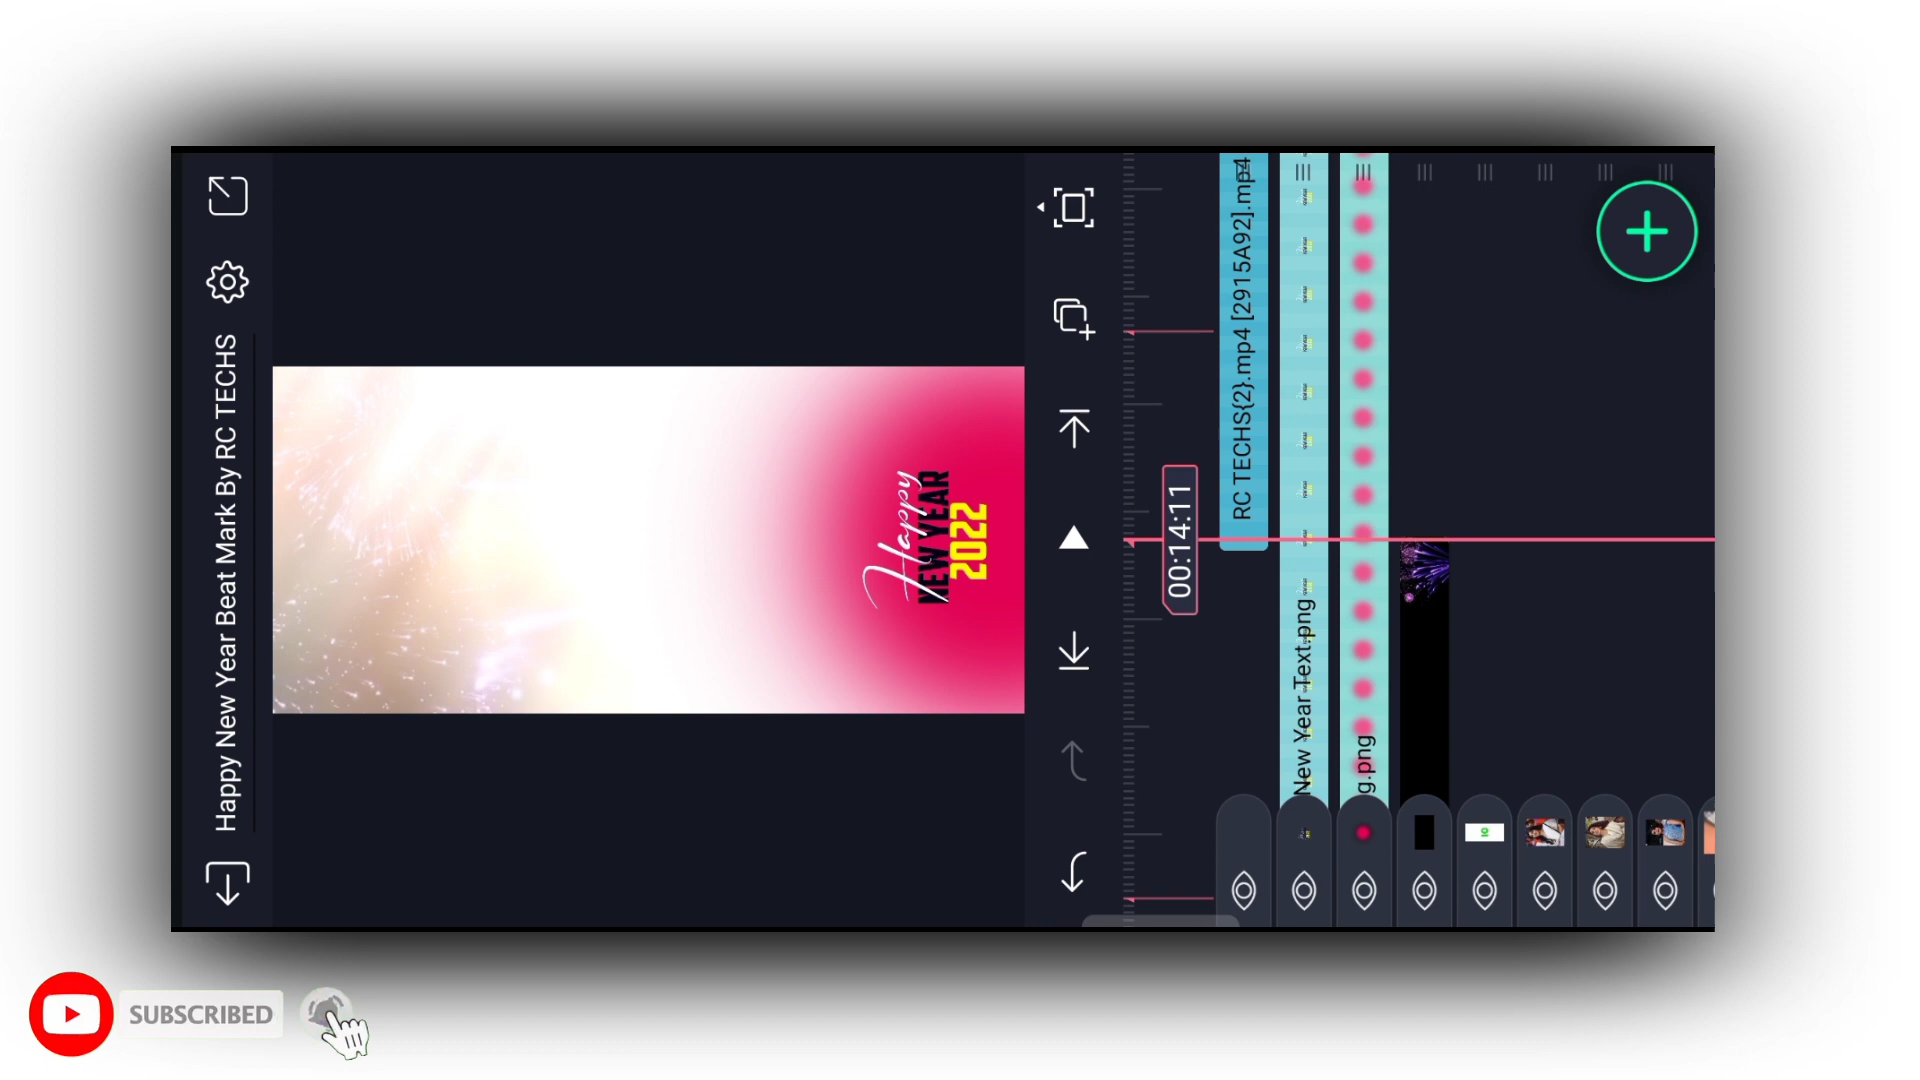 Happy New Year Beat Mark By RC TECHS
Happy
NEW YEAR
2022
00:14:11
RC TECHS{2}.mp4 [2915A92].mp4
New Year Text.png
g.png
SUBSCRIBED